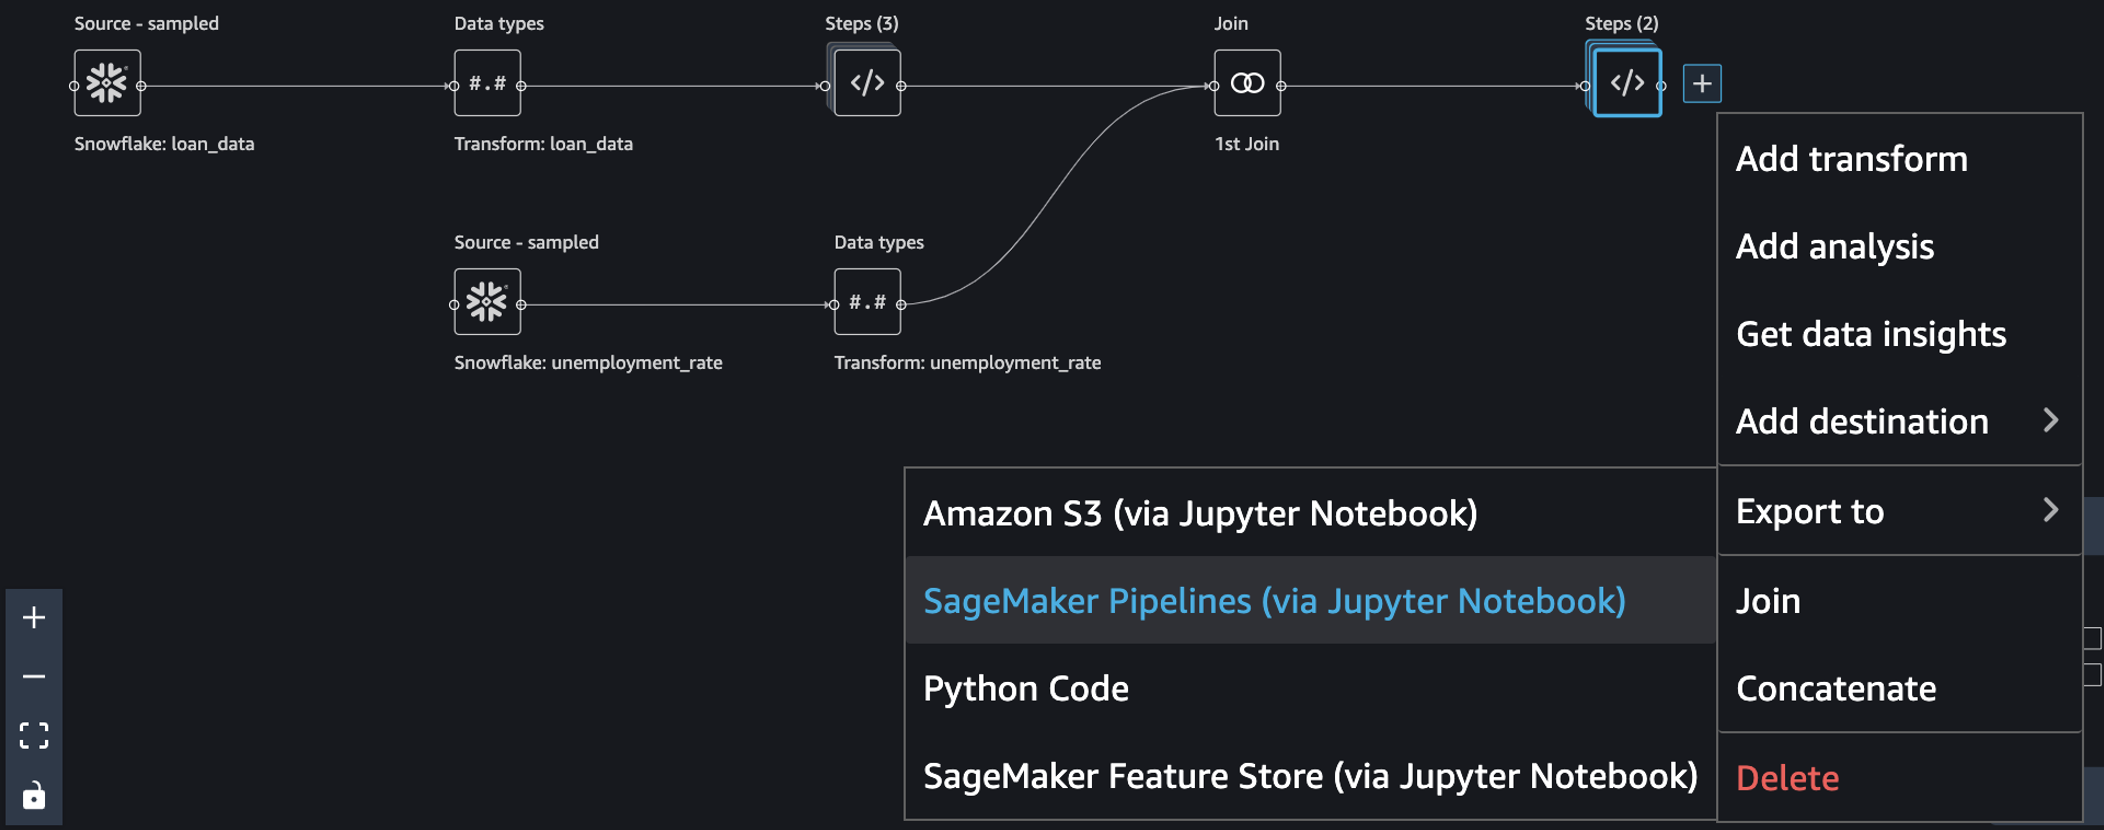 Source - sampled
Data types
Steps (3)
Join
Steps (2)
#.#
</>
</>
+
Snowflake: loan_data
Transform: loan_data
1st Join
Source - sampled
Data types
#.#
Snowflake: unemployment_rate
Transform: unemployment_rate
Add transform
Add analysis
Get data insights
Add destination
Export to
Join
Concatenate
Delete
Amazon S3 (via Jupyter Notebook)
SageMaker Pipelines (via Jupyter Notebook)
Python Code
SageMaker Feature Store (via Jupyter Notebook)